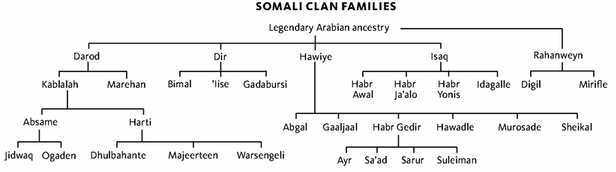 SOMALI CLAN FAMILIES
Legendary Arabian ancestry
Darod Dir Hawiye Isaq Rahanweyn
Kablalah Marehan Bimal 'Iise Gadabursi Habr Awal Habr Ja'alo Habr Yonis Idagalle Digil Mirifle
Absame Harti Abgal Gaaljaal Habr Gedir Hawadle Murosade Sheikal
Jidwaq Ogaden Dhulbahante Majeerteen Warsengeli Ayr Sa'ad Sarur Suleiman